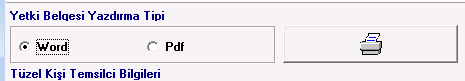 Yetki Belgesi Yazdırma Tipi
Word Pdf
Tüzel Kişi Temsilci Bilgileri